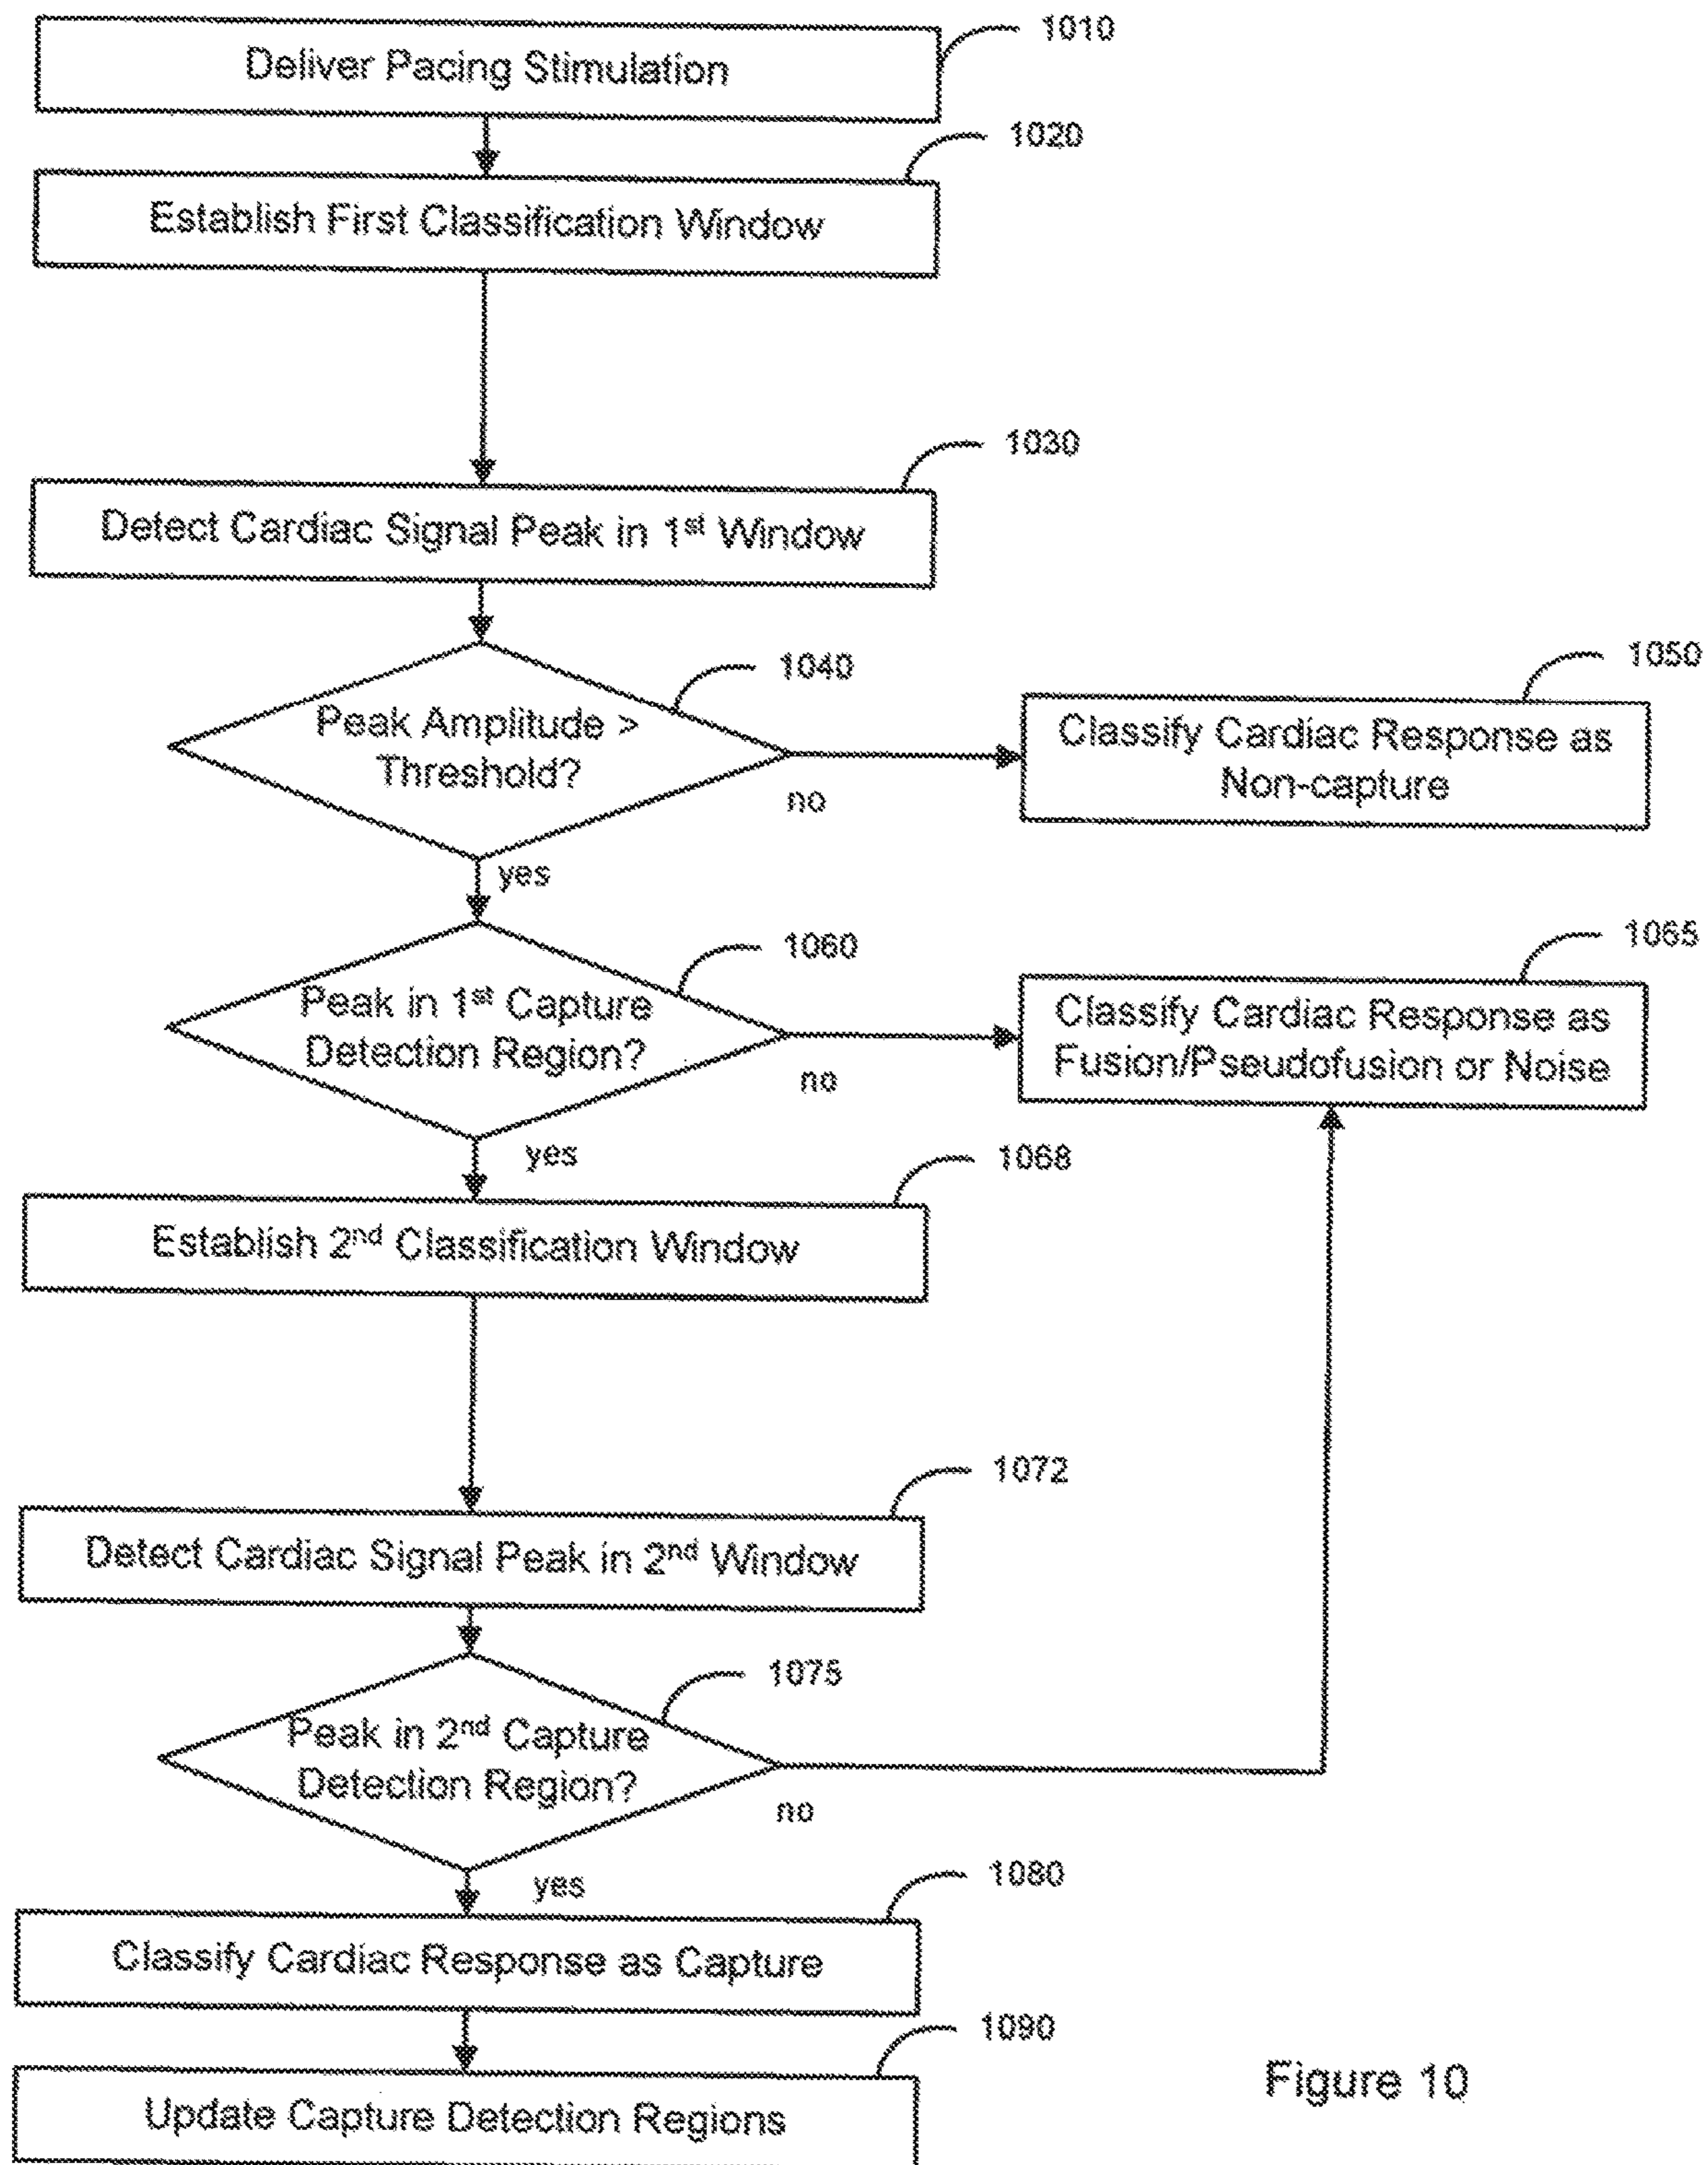 1010
Deliver Pacing Stimulation
1020
Establish First Classification Window
1030
Detect Cardiac Signal Peak in 1st Window
1040
Peak Amplitude >
Threshold?
no
yes
1050
Classify Cardiac Response as
Non-capture
1060
Peak in 1st Capture
Detection Region?
no
yes
1065
Classify Cardiac Response as
Fusion/Pseudofusion or Noise
1068
Establish 2nd Classification Window
1072
Detect Cardiac Signal Peak in 2nd Window
1075
Peak in 2nd Capture
Detection Region?
no
yes
1080
Classify Cardiac Response as Capture
1090
Update Capture Detection Regions
Figure 10